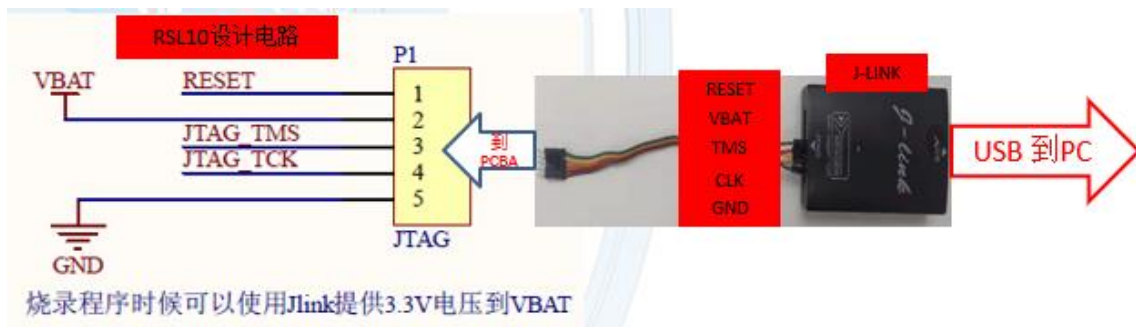 RSL10设计电路
P1
VBAT
RESET
JTAG_TMS
JTAG_TCK
1
2
3
4
5
GND
JTAG
到
PCBA
RESET
VBAT
TMS
CLK
GND
J-LINK
g-link
USB 到PC
烧录程序时候可以使用Jlink提供3.3V电压到VBAT